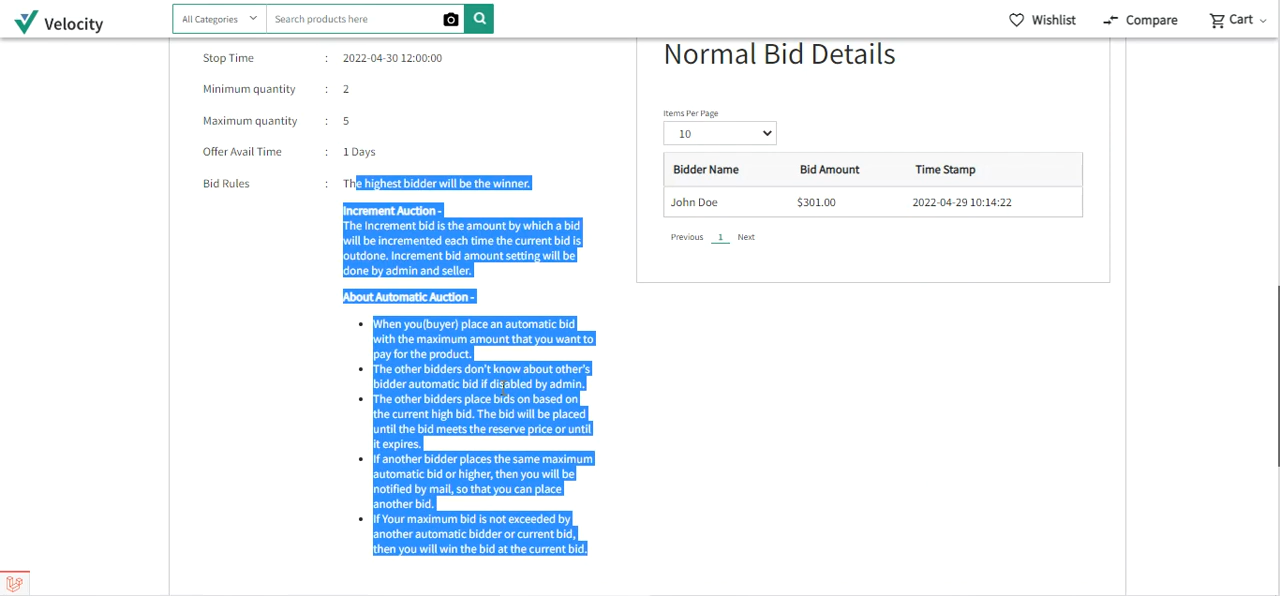 Velocity
All Categories
Search products here
Wishlist
Compare
Cart
Stop Time : 2022-04-30 12:00:00
Minimum quantity : 2
Maximum quantity : 5
Offer Avail Time : 1 Days
Bid Rules : The highest bidder will be the winner.
Increment Auction -
The Increment bid is the amount by which a bid
will be incremented each time the current bid is
outdone. Increment bid amount setting will be
done by admin and seller.
About Automatic Auction -
• When you(buyer) place an automatic bid
with the maximum amount that you want to
pay for the product.
• The other bidders don't know about other's
bidder automatic bid if disabled by admin.
• The other bidders place bids on based on
the current high bid. The bid will be placed
until the bid meets the reserve price or until
it expires.
• If another bidder places the same maximum
automatic bid or higher, then you will be
notified by mail, so that you can place
another bid.
• If Your maximum bid is not exceeded by
another automatic bidder or current bid,
then you will win the bid at the current bid.
Normal Bid Details
Items Per Page
10
Bidder Name Bid Amount Time Stamp
John Doe $301.00 2022-04-29 10:14:22
Previous 1 Next